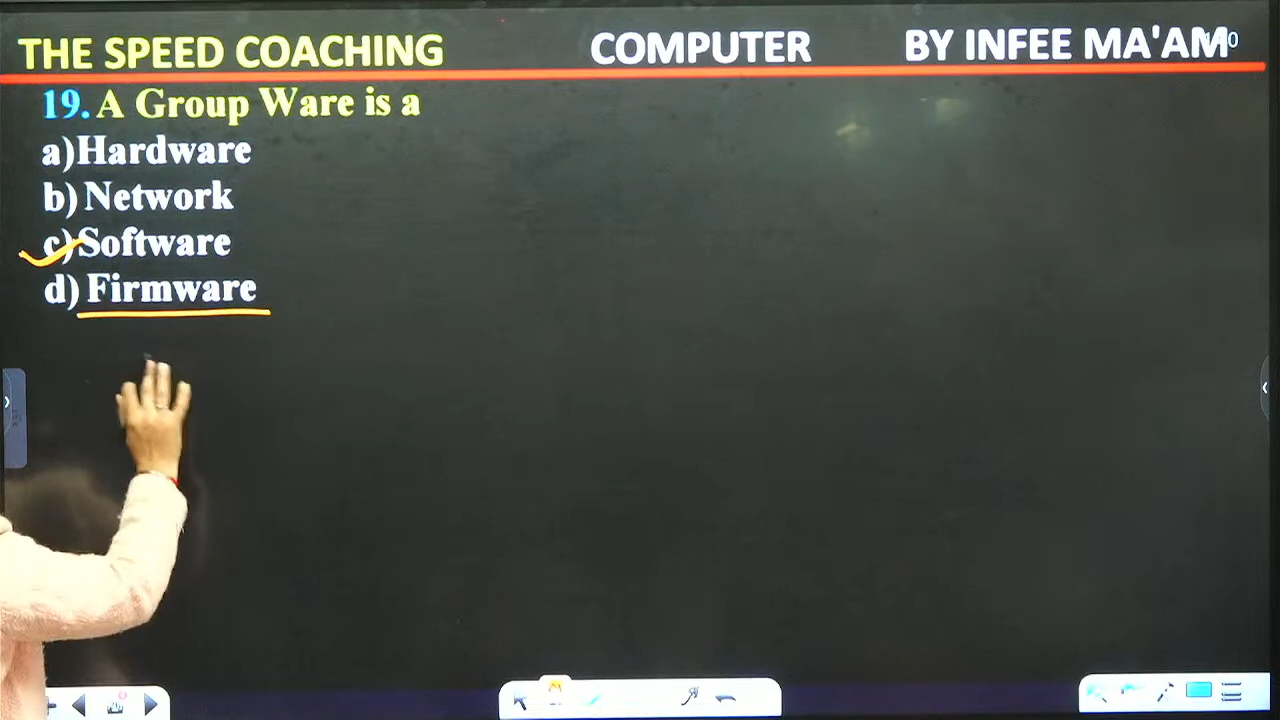 THE SPEED COACHING COMPUTER BY INFEE MA'AM
19. A Group Ware is a
a)Hardware
b) Network
c)Software
d) Firmware